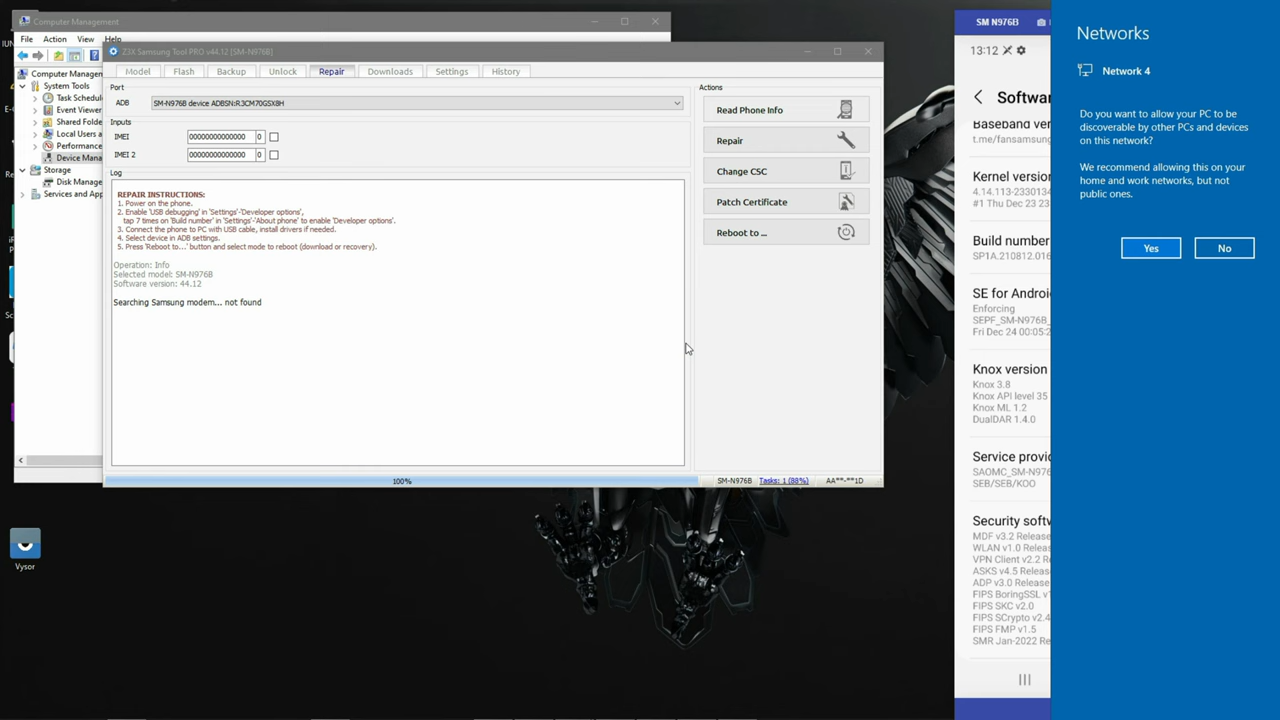 Computer Management
File Action View Help
Computer Managem
System Tools
Task Schedu
Event Viewer
Shared Folde
Local Users a
Performance
Device Mana
Storage
Disk Manage
Services and App
Vysor
Z3X Samsung Tool PRO v44.12 [SM-N976B]
Model Flash Backup Unlock Repair Downloads Settings History
Port
ADB SM-N976B device ADBSN:R3CM70GSX8H
Inputs
IMEI 00000000000000 0
IMEI 2 00000000000000 0
Log
REPAIR INSTRUCTIONS:
1. Power on the phone.
2. Enable 'USB debugging' in 'Settings'-'Developer options',
tap 7 times on 'Build number' in 'Settings'-'About phone' to enable 'Developer options'.
3. Connect the phone to PC with USB cable, install drivers if needed.
4. Select device in ADB settings.
5. Press 'Reboot to...' button and select mode to reboot (download or recovery).
Operation: Info
Selected model: SM-N976B
Software version: 44.12
Searching Samsung modem... not found
Actions
Read Phone Info
Repair
Change CSC
Patch Certificate
Reboot to ...
100%
SM-N976B Tasks: 1 (88%) AA**-**1D
SM N976B
13:12
Softwar
Baseband ver
t.me/fansamsung
Kernel version
4.14.113-2330134
#1 Thu Dec 23 23
Build number
SP1A.210812.016
SE for Androi
Enforcing
SEPF_SM-N976B_
Fri Dec 24 00:05:2
Knox version
Knox 3.8
Knox API level 35
Knox ML 1.2
DualDAR 1.4.0
Service provid
SAOMC_SM-N976
SEB/SEB/KOO
Security softw
MDF v3.2 Release
WLAN v1.0 Releas
VPN Client v2.2 Re
ASKS v4.5 Releas
ADP v3.0 Release
FIPS BoringSSL v1
FIPS SKC v2.0
FIPS SCrypto v2.4
FIPS FMP v1.5
SMR Jan-2022 Re
Networks
Network 4
Do you want to allow your PC to be
discoverable by other PCs and devices
on this network?
We recommend allowing this on your
home and work networks, but not
public ones.
Yes No